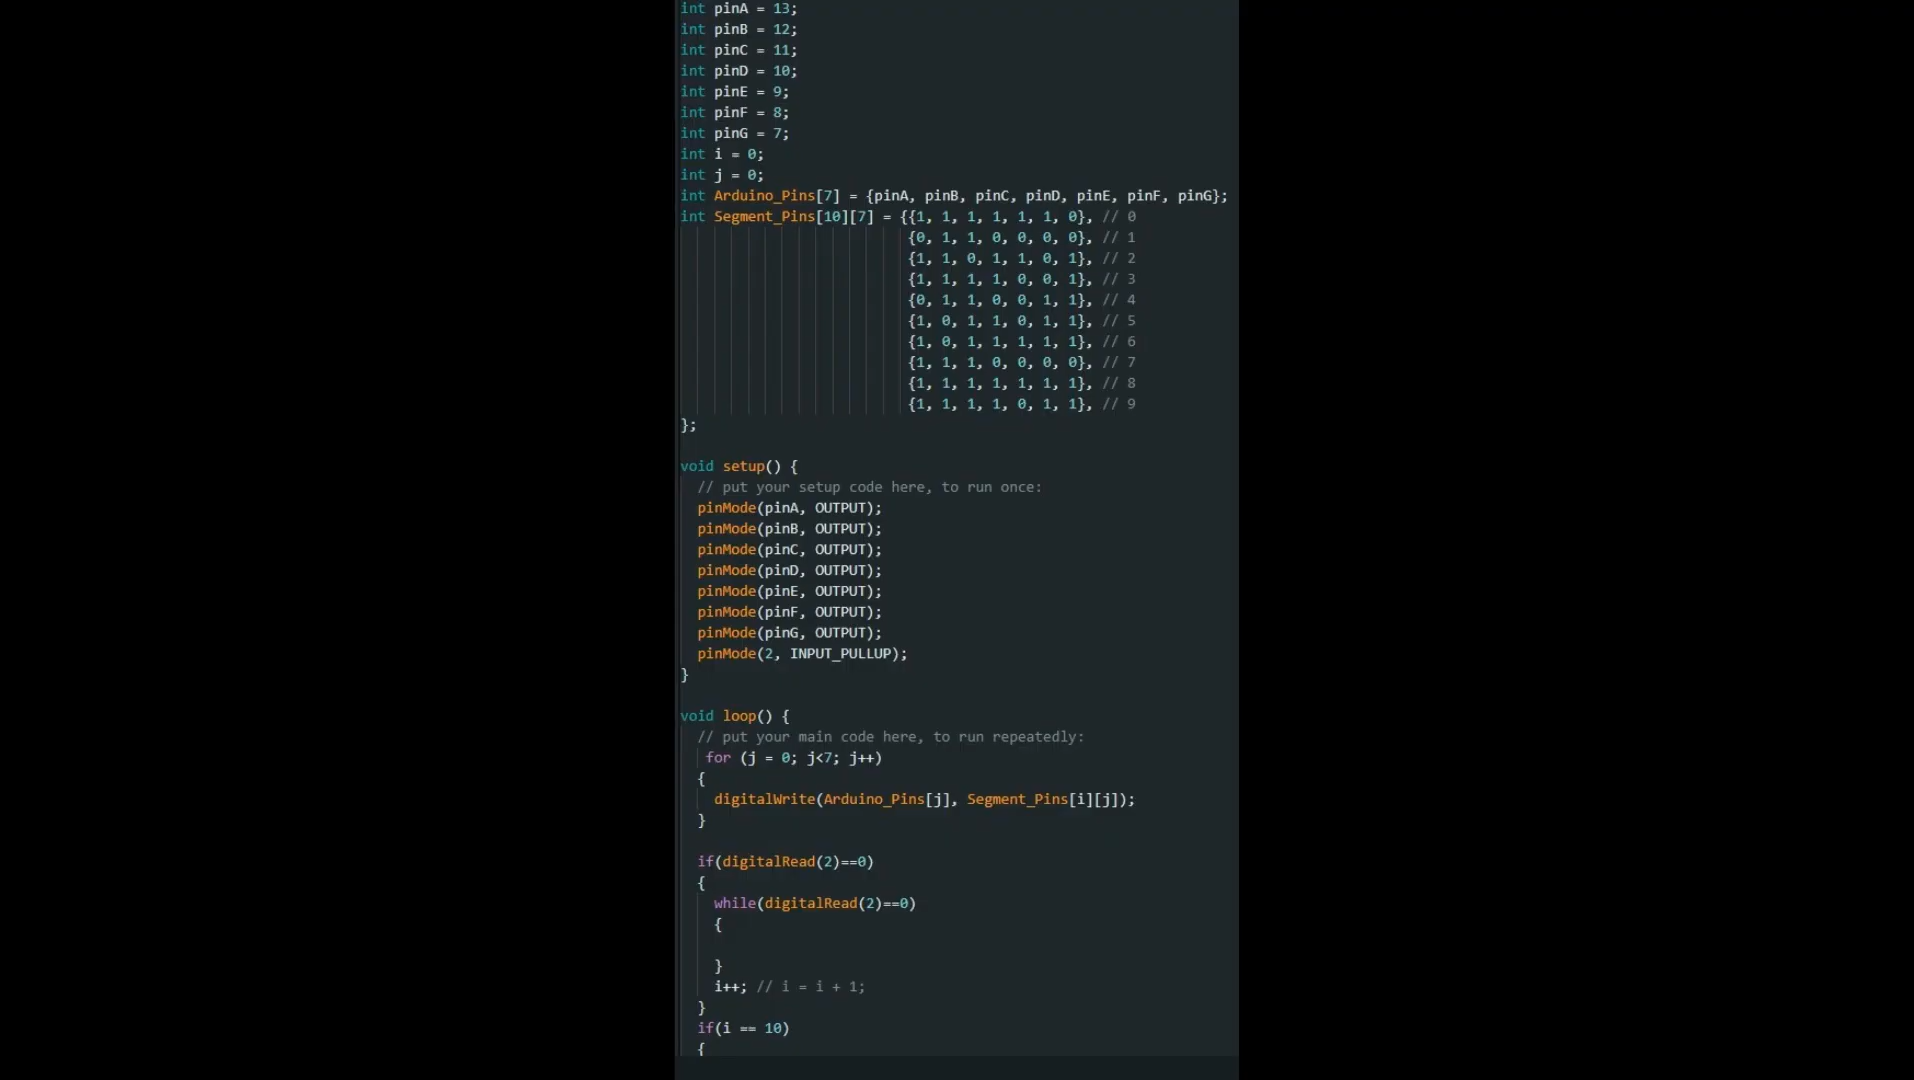 int pinA = 13;
int pinB = 12;
int pinC = 11;
int pinD = 10;
int pinE = 9;
int pinF = 8;
int pinG = 7;
int i = 0;
int j = 0;
int Arduino_Pins[7] = {pinA, pinB, pinC, pinD, pinE, pinF, pinG};
int Segment_Pins[10][7] = {{1, 1, 1, 1, 1, 1, 0}, // 0
{0, 1, 1, 0, 0, 0, 0}, // 1
{1, 1, 0, 1, 1, 0, 1}, // 2
{1, 1, 1, 1, 0, 0, 1}, // 3
{0, 1, 1, 0, 0, 1, 1}, // 4
{1, 0, 1, 1, 0, 1, 1}, // 5
{1, 0, 1, 1, 1, 1, 1}, // 6
{1, 1, 1, 0, 0, 0, 0}, // 7
{1, 1, 1, 1, 1, 1, 1}, // 8
{1, 1, 1, 1, 0, 1, 1}, // 9
};
void setup() {
// put your setup code here, to run once:
pinMode(pinA, OUTPUT);
pinMode(pinB, OUTPUT);
pinMode(pinC, OUTPUT);
pinMode(pinD, OUTPUT);
pinMode(pinE, OUTPUT);
pinMode(pinF, OUTPUT);
pinMode(pinG, OUTPUT);
pinMode(2, INPUT_PULLUP);
}
void loop() {
// put your main code here, to run repeatedly:
for (j = 0; j<7; j++)
{
digitalWrite(Arduino_Pins[j], Segment_Pins[i][j]);
}
if(digitalRead(2)==0)
{
while(digitalRead(2)==0)
{
}
i++; // i = i + 1;
}
if(i == 10)
{